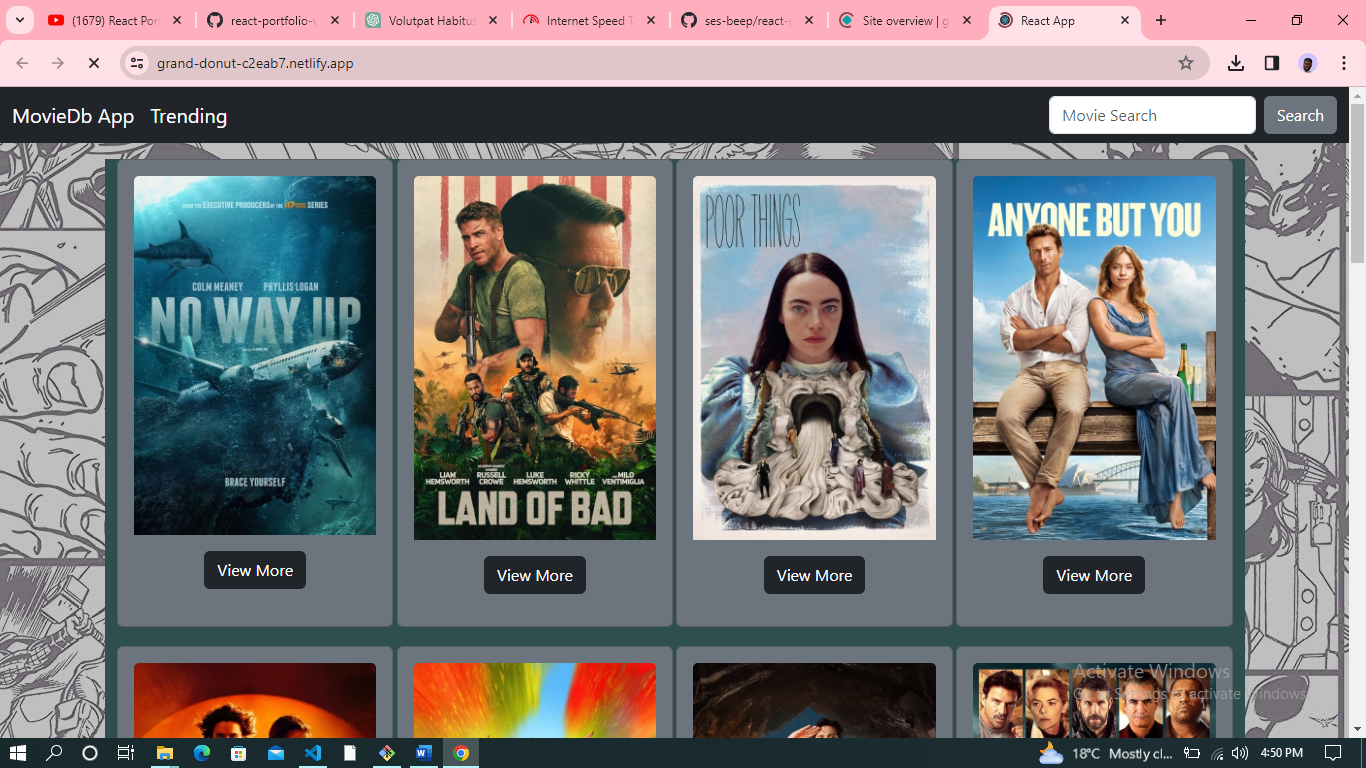 (1679) React Por
react-portfolio-v
Volutpat Habitus
Internet Speed T
ses-beep/react-p
Site overview | g
React App
grand-donut-c2eab7.netlify.app
MovieDb App
Trending
Movie Search
Search
FROM THE EXECUTIVE PRODUCERS OF THE 47 SERIES
COLM MEANEY PHYLLIS LOGAN
NO WAY UP
BRACE YOURSELF
LIAM HEMSWORTH
RUSSELL CROWE
LUKE HEMSWORTH
RICKY WHITTLE
MILO VENTIMIGLIA
LAND OF BAD
POOR THINGS
ANYONE BUT YOU
View More
View More
View More
View More
Activate Windows
Go to Settings to activate Windows
18°C Mostly cl...
4:50 PM